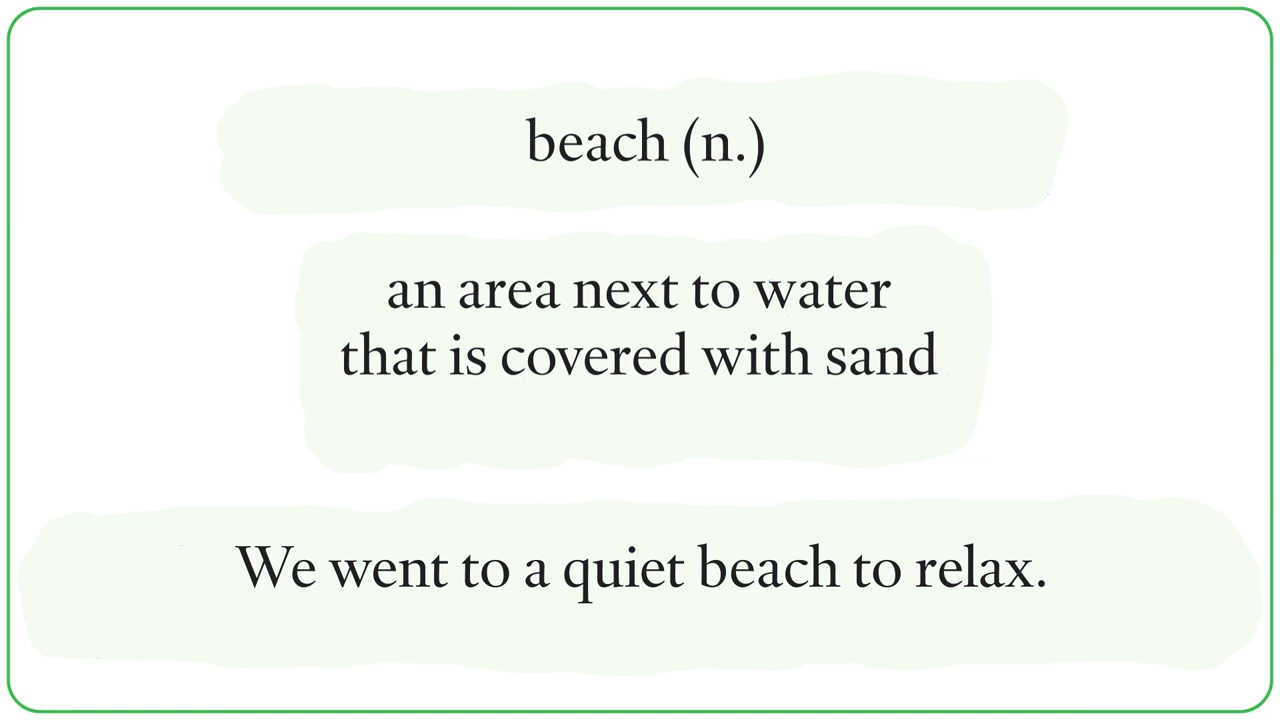 beach (n.)
an area next to water
that is covered with sand
We went to a quiet beach to relax.